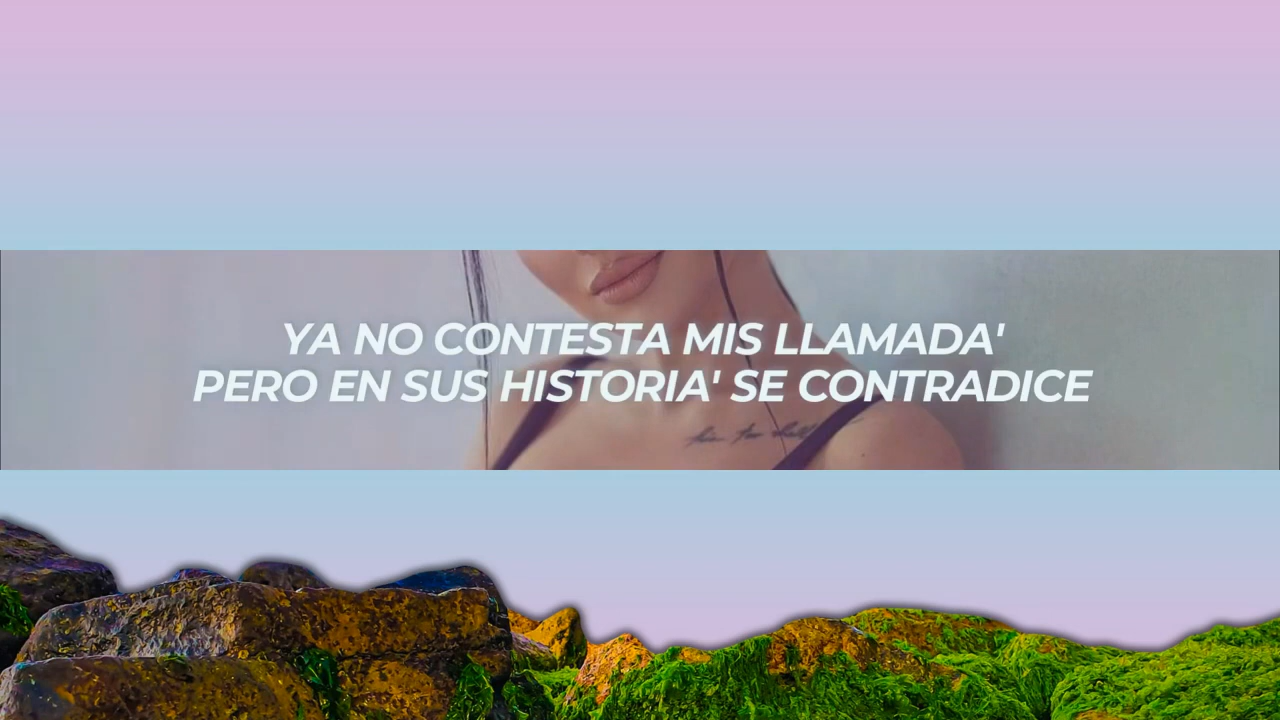 YA NO CONTESTA MIS LLAMADA'
PERO EN SUS HISTORIA' SE CONTRADICE